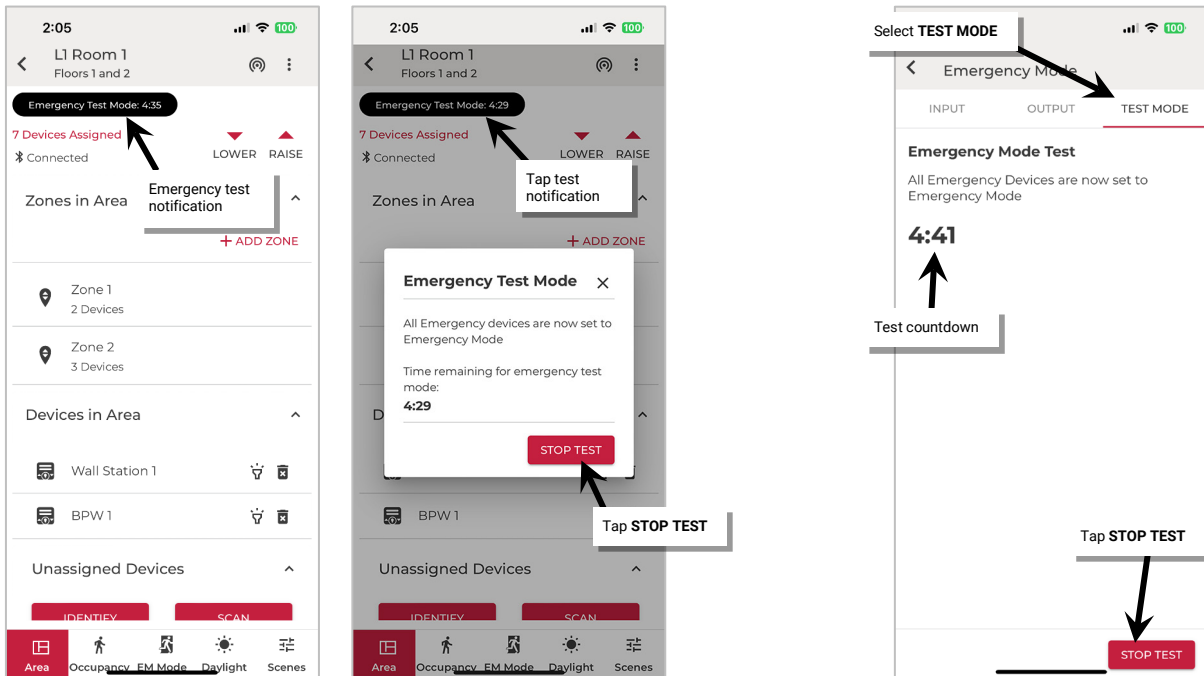 2:05
100
L1 Room 1
Floors 1 and 2
Emergency Test Mode: 4:35
7 Devices Assigned
Connected
LOWER RAISE
Emergency test
notification
Zones in Area
+ ADD ZONE
Zone 1
2 Devices
Zone 2
3 Devices
Devices in Area
Wall Station 1
BPW 1
Unassigned Devices
IDENTIFY SCAN
Area Occupancy EM Mode Daylight Scenes
2:05
100
L1 Room 1
Floors 1 and 2
Emergency Test Mode: 4:29
7 Devices Assigned
Connected
LOWER RAISE
Tap test
notification
Zones in Area
+ ADD ZONE
Emergency Test Mode
All Emergency devices are now set to
Emergency Mode
Time remaining for emergency test
mode:
4:29
STOP TEST
D
BPW 1
Tap STOP TEST
Unassigned Devices
IDENTIFY SCAN
Area Occupancy EM Mode Daylight Scenes
Select TEST MODE
100
Emergency Mode
INPUT OUTPUT TEST MODE
Emergency Mode Test
All Emergency Devices are now set to
Emergency Mode
4:41
Test countdown
Tap STOP TEST
STOP TEST